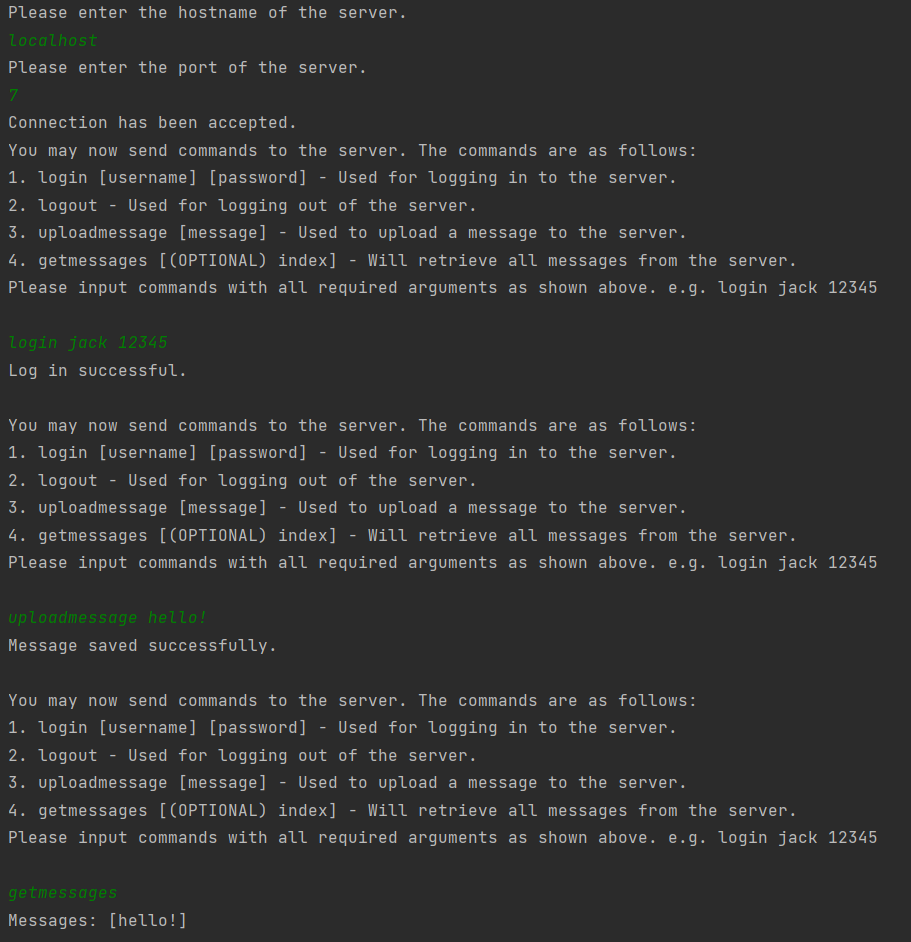 Please enter the hostname of the server.
localhost
Please enter the port of the server.
7
Connection has been accepted.
You may now send commands to the server. The commands are as follows:
1. login [username] [password] - Used for logging in to the server.
2. logout - Used for logging out of the server.
3. uploadmessage [message] - Used to upload a message to the server.
4. getmessages [(OPTIONAL) index] - Will retrieve all messages from the server.
Please input commands with all required arguments as shown above. e.g. login jack 12345
login jack 12345
Log in successful.
You may now send commands to the server. The commands are as follows:
1. login [username] [password] - Used for logging in to the server.
2. logout - Used for logging out of the server.
3. uploadmessage [message] - Used to upload a message to the server.
4. getmessages [(OPTIONAL) index] - Will retrieve all messages from the server.
Please input commands with all required arguments as shown above. e.g. login jack 12345
uploadmessage hello!
Message saved successfully.
You may now send commands to the server. The commands are as follows:
1. login [username] [password] - Used for logging in to the server.
2. logout - Used for logging out of the server.
3. uploadmessage [message] - Used to upload a message to the server.
4. getmessages [(OPTIONAL) index] - Will retrieve all messages from the server.
Please input commands with all required arguments as shown above. e.g. login jack 12345
getmessages
Messages: [hello!]